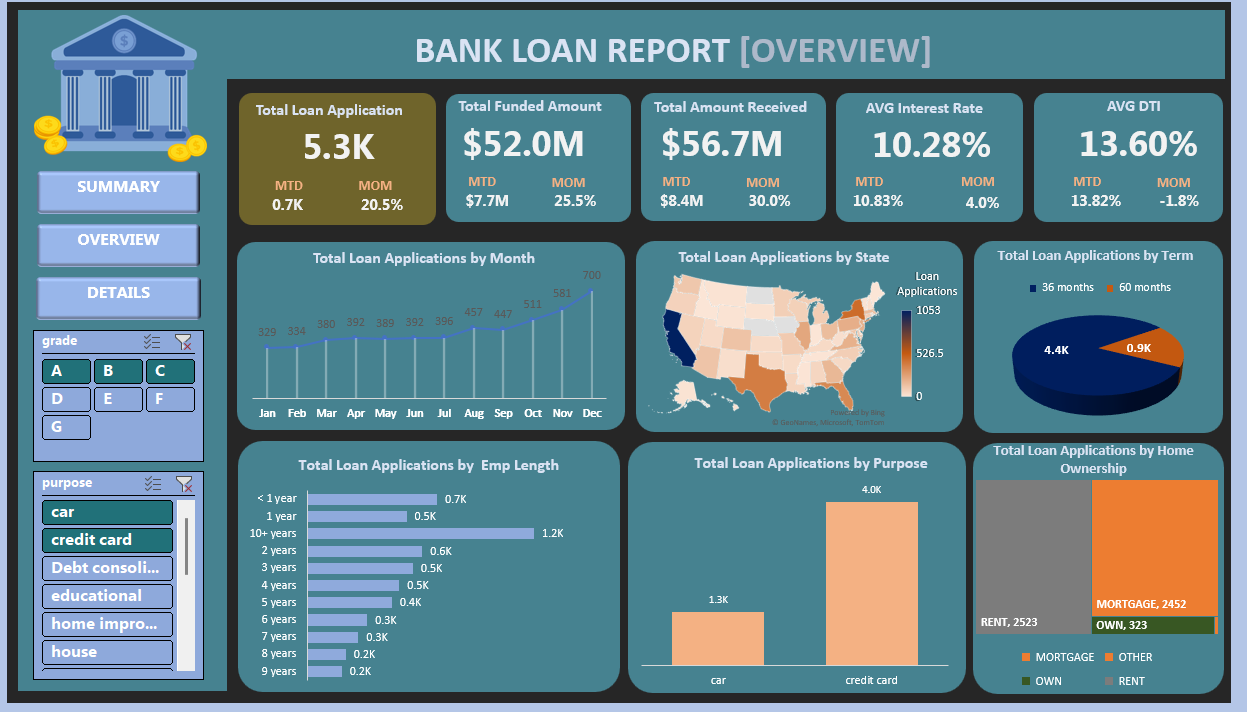 BANK LOAN REPORT [OVERVIEW]
$
$
$
$
$
SUMMARY
OVERVIEW
DETAILS
grade
A B C
D E F
G
purpose
car
credit card
Debt consoli...
educational
home impro...
house
Total Loan Application
5.3K
MTD MOM
0.7K 20.5%
Total Funded Amount
$52.0M
MTD MOM
$7.7M 25.5%
Total Amount Received
$56.7M
MTD MOM
$8.4M 30.0%
AVG Interest Rate
10.28%
MTD MOM
10.83% 4.0%
AVG DTI
13.60%
MTD MOM
13.82% -1.8%
Total Loan Applications by Month
329 334 380 392 389 392 396 457 447 511 581 700
Jan Feb Mar Apr May Jun Jul Aug Sep Oct Nov Dec
Total Loan Applications by State
Loan
Applications
1053
526.5
0
Powered by Bing
© GeoNames, Microsoft, TomTom
Total Loan Applications by Term
36 months 60 months
4.4K 0.9K
Total Loan Applications by Emp Length
< 1 year 0.7K
1 year 0.5K
10+ years 1.2K
2 years 0.6K
3 years 0.5K
4 years 0.5K
5 years 0.4K
6 years 0.3K
7 years 0.3K
8 years 0.2K
9 years 0.2K
Total Loan Applications by Purpose
4.0K
1.3K
car credit card
Total Loan Applications by Home
Ownership
RENT, 2523
MORTGAGE, 2452
OWN, 323
MORTGAGE OTHER
OWN RENT